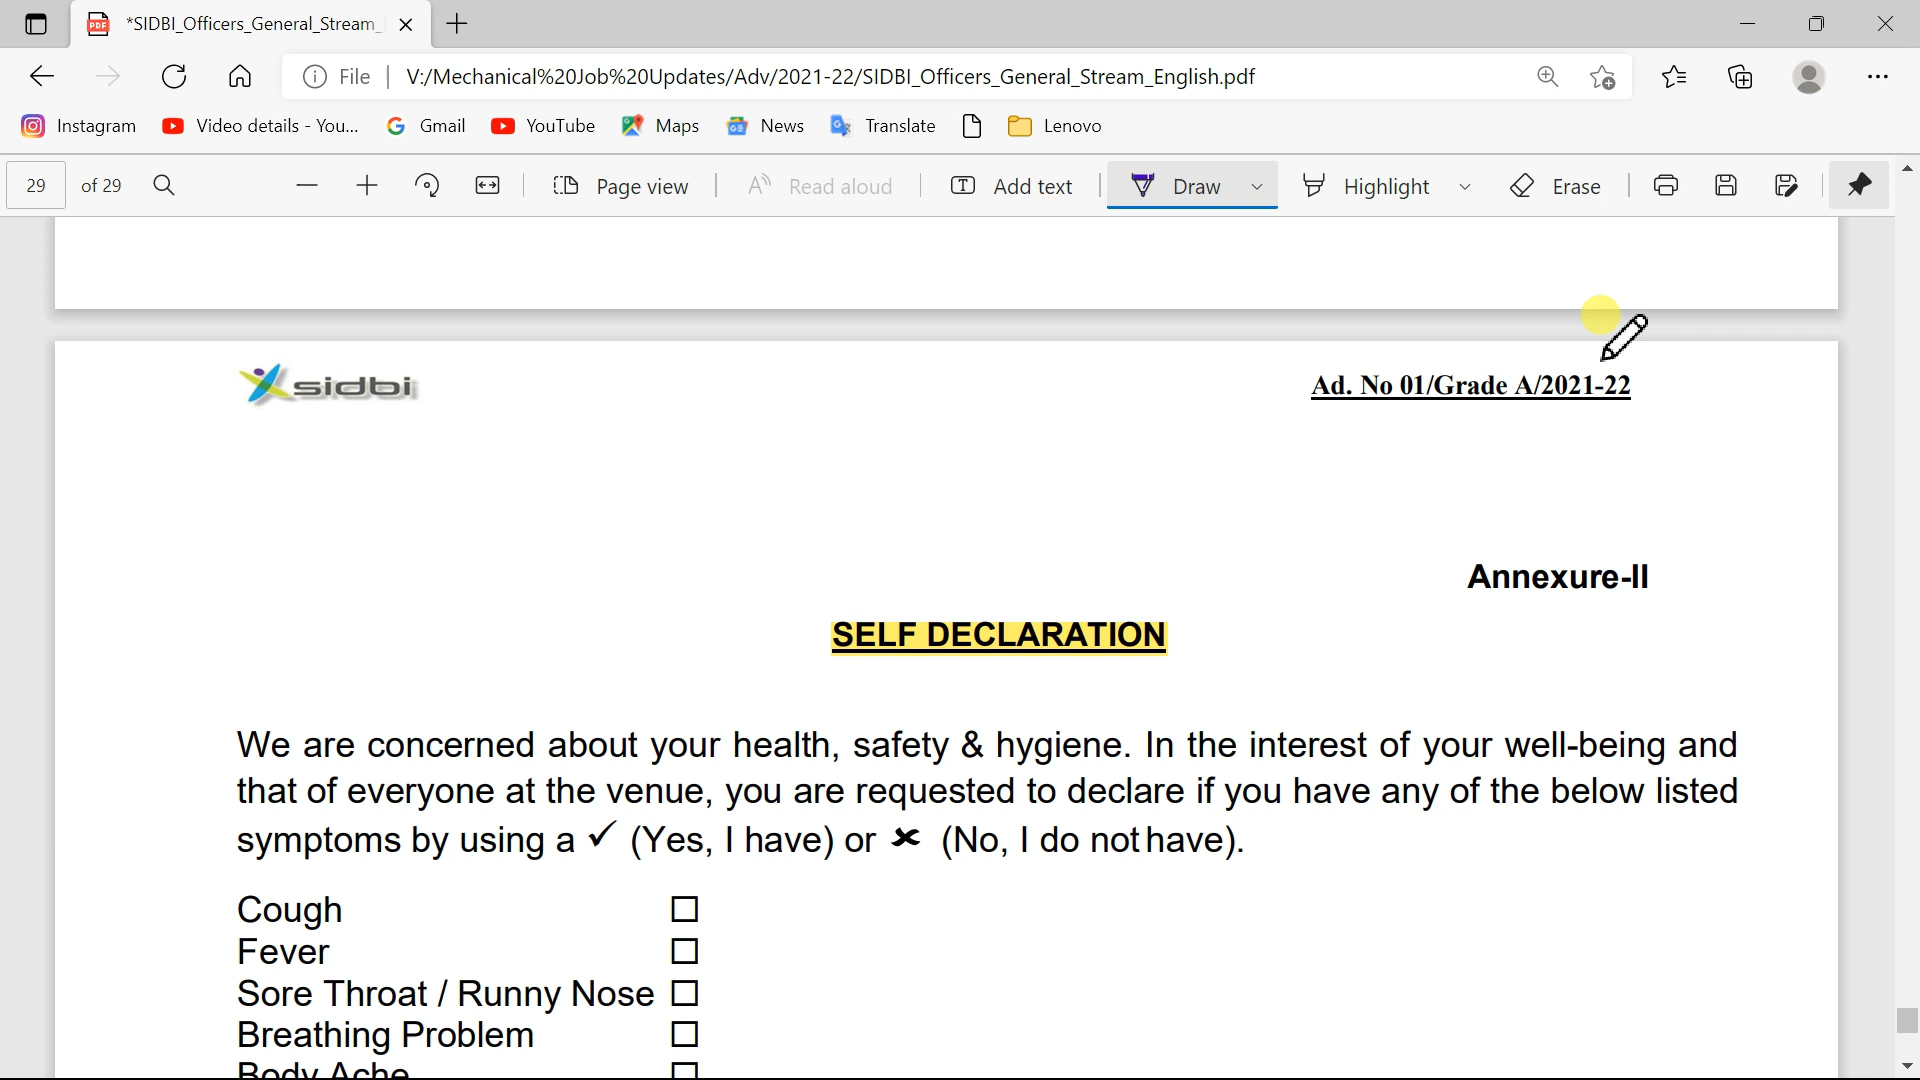 *SIDBI_Officers_General_Stream_
File
V:/Mechanical%20Job%20Updates/Adv/2021-22/SIDBI_Officers_General_Stream_English.pdf
Instagram
Video details - You...
Gmail
YouTube
Maps
News
Translate
Lenovo
29
of 29
Page view
Read aloud
Add text
Draw
Highlight
Erase
sidbi
Ad. No 01/Grade A/2021-22
Annexure-II
SELF DECLARATION
We are concerned about your health, safety & hygiene. In the interest of your well-being and
that of everyone at the venue, you are requested to declare if you have any of the below listed
symptoms by using a ✓ (Yes, I have) or ✗ (No, I do not have).
Cough ☐
Fever ☐
Sore Throat / Runny Nose ☐
Breathing Problem ☐
Body Ache ☐